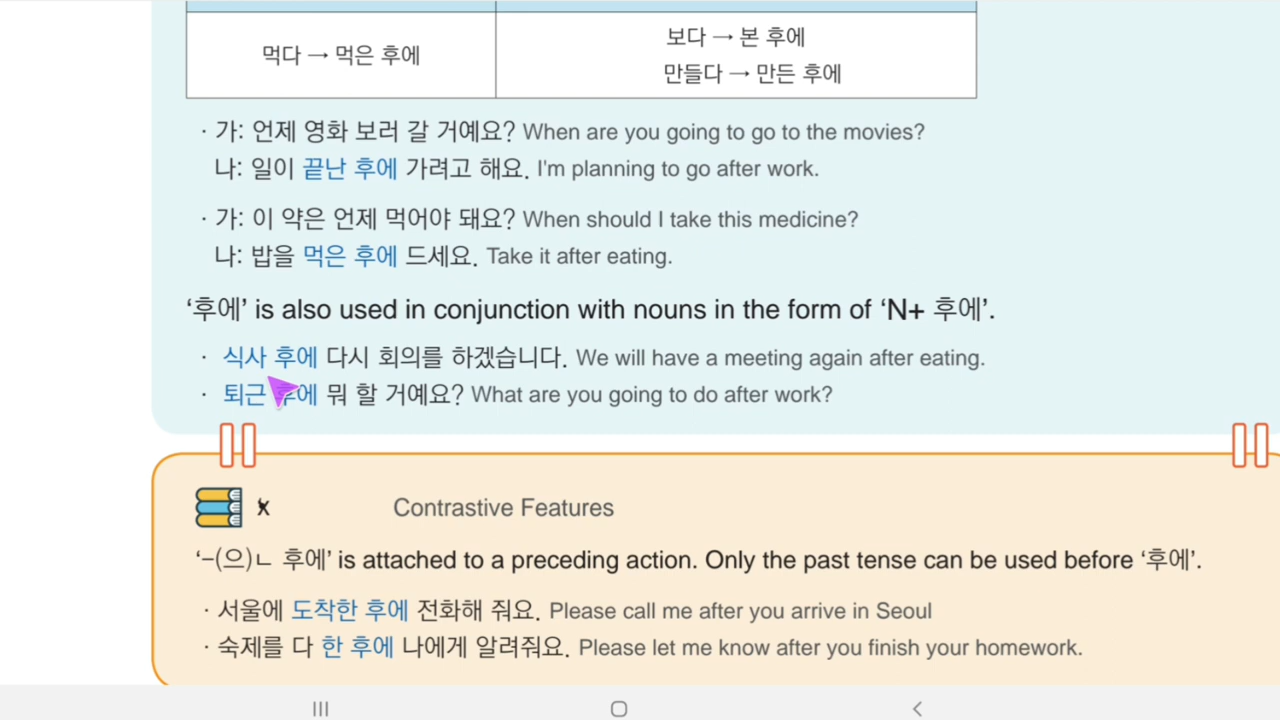 먹다 → 먹은 후에
보다 → 본 후에
만들다 → 만든 후에
· 가: 언제 영화 보러 갈 거예요? When are you going to go to the movies?
나: 일이 끝난 후에 가려고 해요. I'm planning to go after work.
· 가: 이 약은 언제 먹어야 돼요? When should I take this medicine?
나: 밥을 먹은 후에 드세요. Take it after eating.
‘후에’ is also used in conjunction with nouns in the form of ‘N+ 후에’.
· 식사 후에 다시 회의를 하겠습니다. We will have a meeting again after eating.
· 퇴근 후에 뭐 할 거예요? What are you going to do after work?
Contrastive Features
‘-(으)ㄴ 후에’ is attached to a preceding action. Only the past tense can be used before ‘후에’.
· 서울에 도착한 후에 전화해 줘요. Please call me after you arrive in Seoul
· 숙제를 다 한 후에 나에게 알려줘요. Please let me know after you finish your homework.